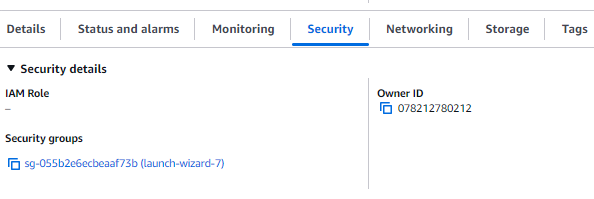 Details
Status and alarms
Monitoring
Security
Networking
Storage
Tags
▼ Security details
IAM Role
–
Owner ID
078212780212
Security groups
sg-055b2e6ecbeaaf73b (launch-wizard-7)